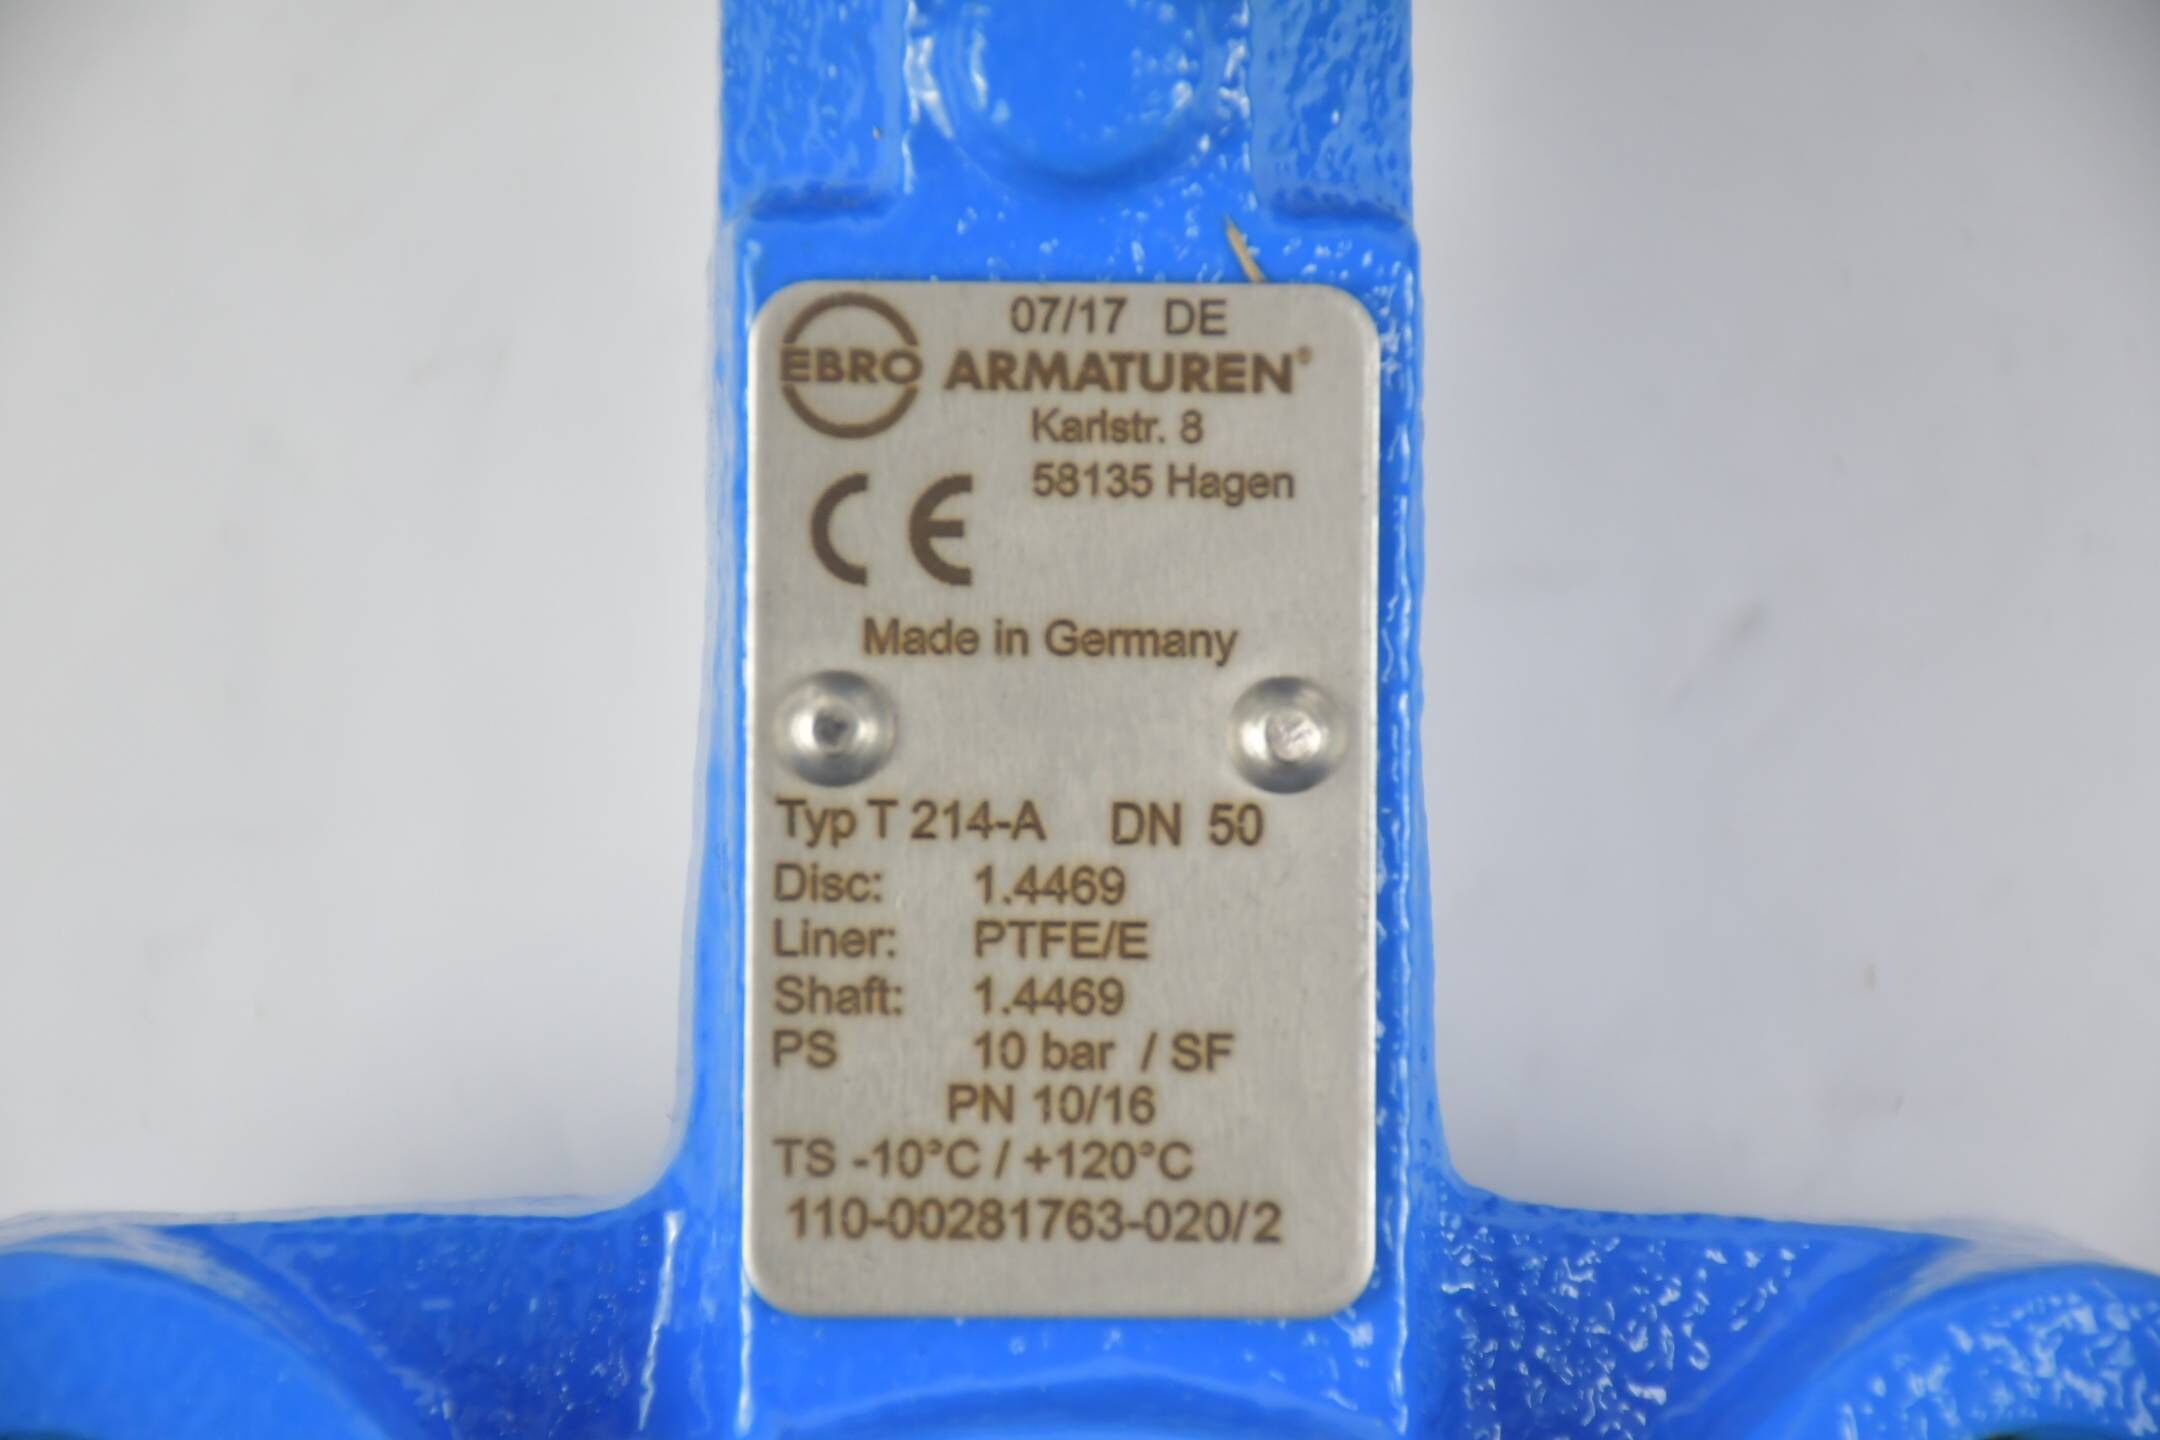 07/17 DE
EBRO ARMATUREN®
Karlstr. 8
58135 Hagen
CE
Made in Germany
Typ T 214-A DN 50
Disc: 1.4469
Liner: PTFE/E
Shaft: 1.4469
PS 10 bar / SF
PN 10/16
TS -10°C / +120°C
110-00281763-020/2